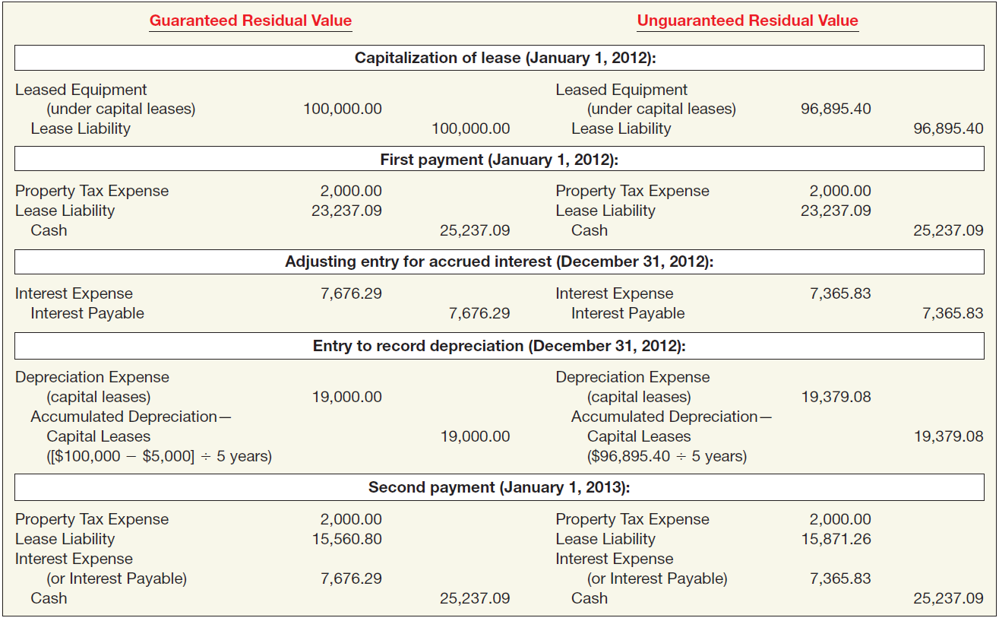 Guaranteed Residual Value Unguaranteed Residual Value
Capitalization of lease (January 1, 2012):
Leased Equipment Leased Equipment
(under capital leases) 100,000.00 (under capital leases) 96,895.40
Lease Liability 100,000.00 Lease Liability 96,895.40
First payment (January 1, 2012):
Property Tax Expense 2,000.00 Property Tax Expense 2,000.00
Lease Liability 23,237.09 Lease Liability 23,237.09
Cash 25,237.09 Cash 25,237.09
Adjusting entry for accrued interest (December 31, 2012):
Interest Expense 7,676.29 Interest Expense 7,365.83
Interest Payable 7,676.29 Interest Payable 7,365.83
Entry to record depreciation (December 31, 2012):
Depreciation Expense Depreciation Expense
(capital leases) 19,000.00 (capital leases) 19,379.08
Accumulated Depreciation— Accumulated Depreciation—
Capital Leases 19,000.00 Capital Leases 19,379.08
([$100,000 − $5,000] ÷ 5 years) ($96,895.40 ÷ 5 years)
Second payment (January 1, 2013):
Property Tax Expense 2,000.00 Property Tax Expense 2,000.00
Lease Liability 15,560.80 Lease Liability 15,871.26
Interest Expense Interest Expense
(or Interest Payable) 7,676.29 (or Interest Payable) 7,365.83
Cash 25,237.09 Cash 25,237.09